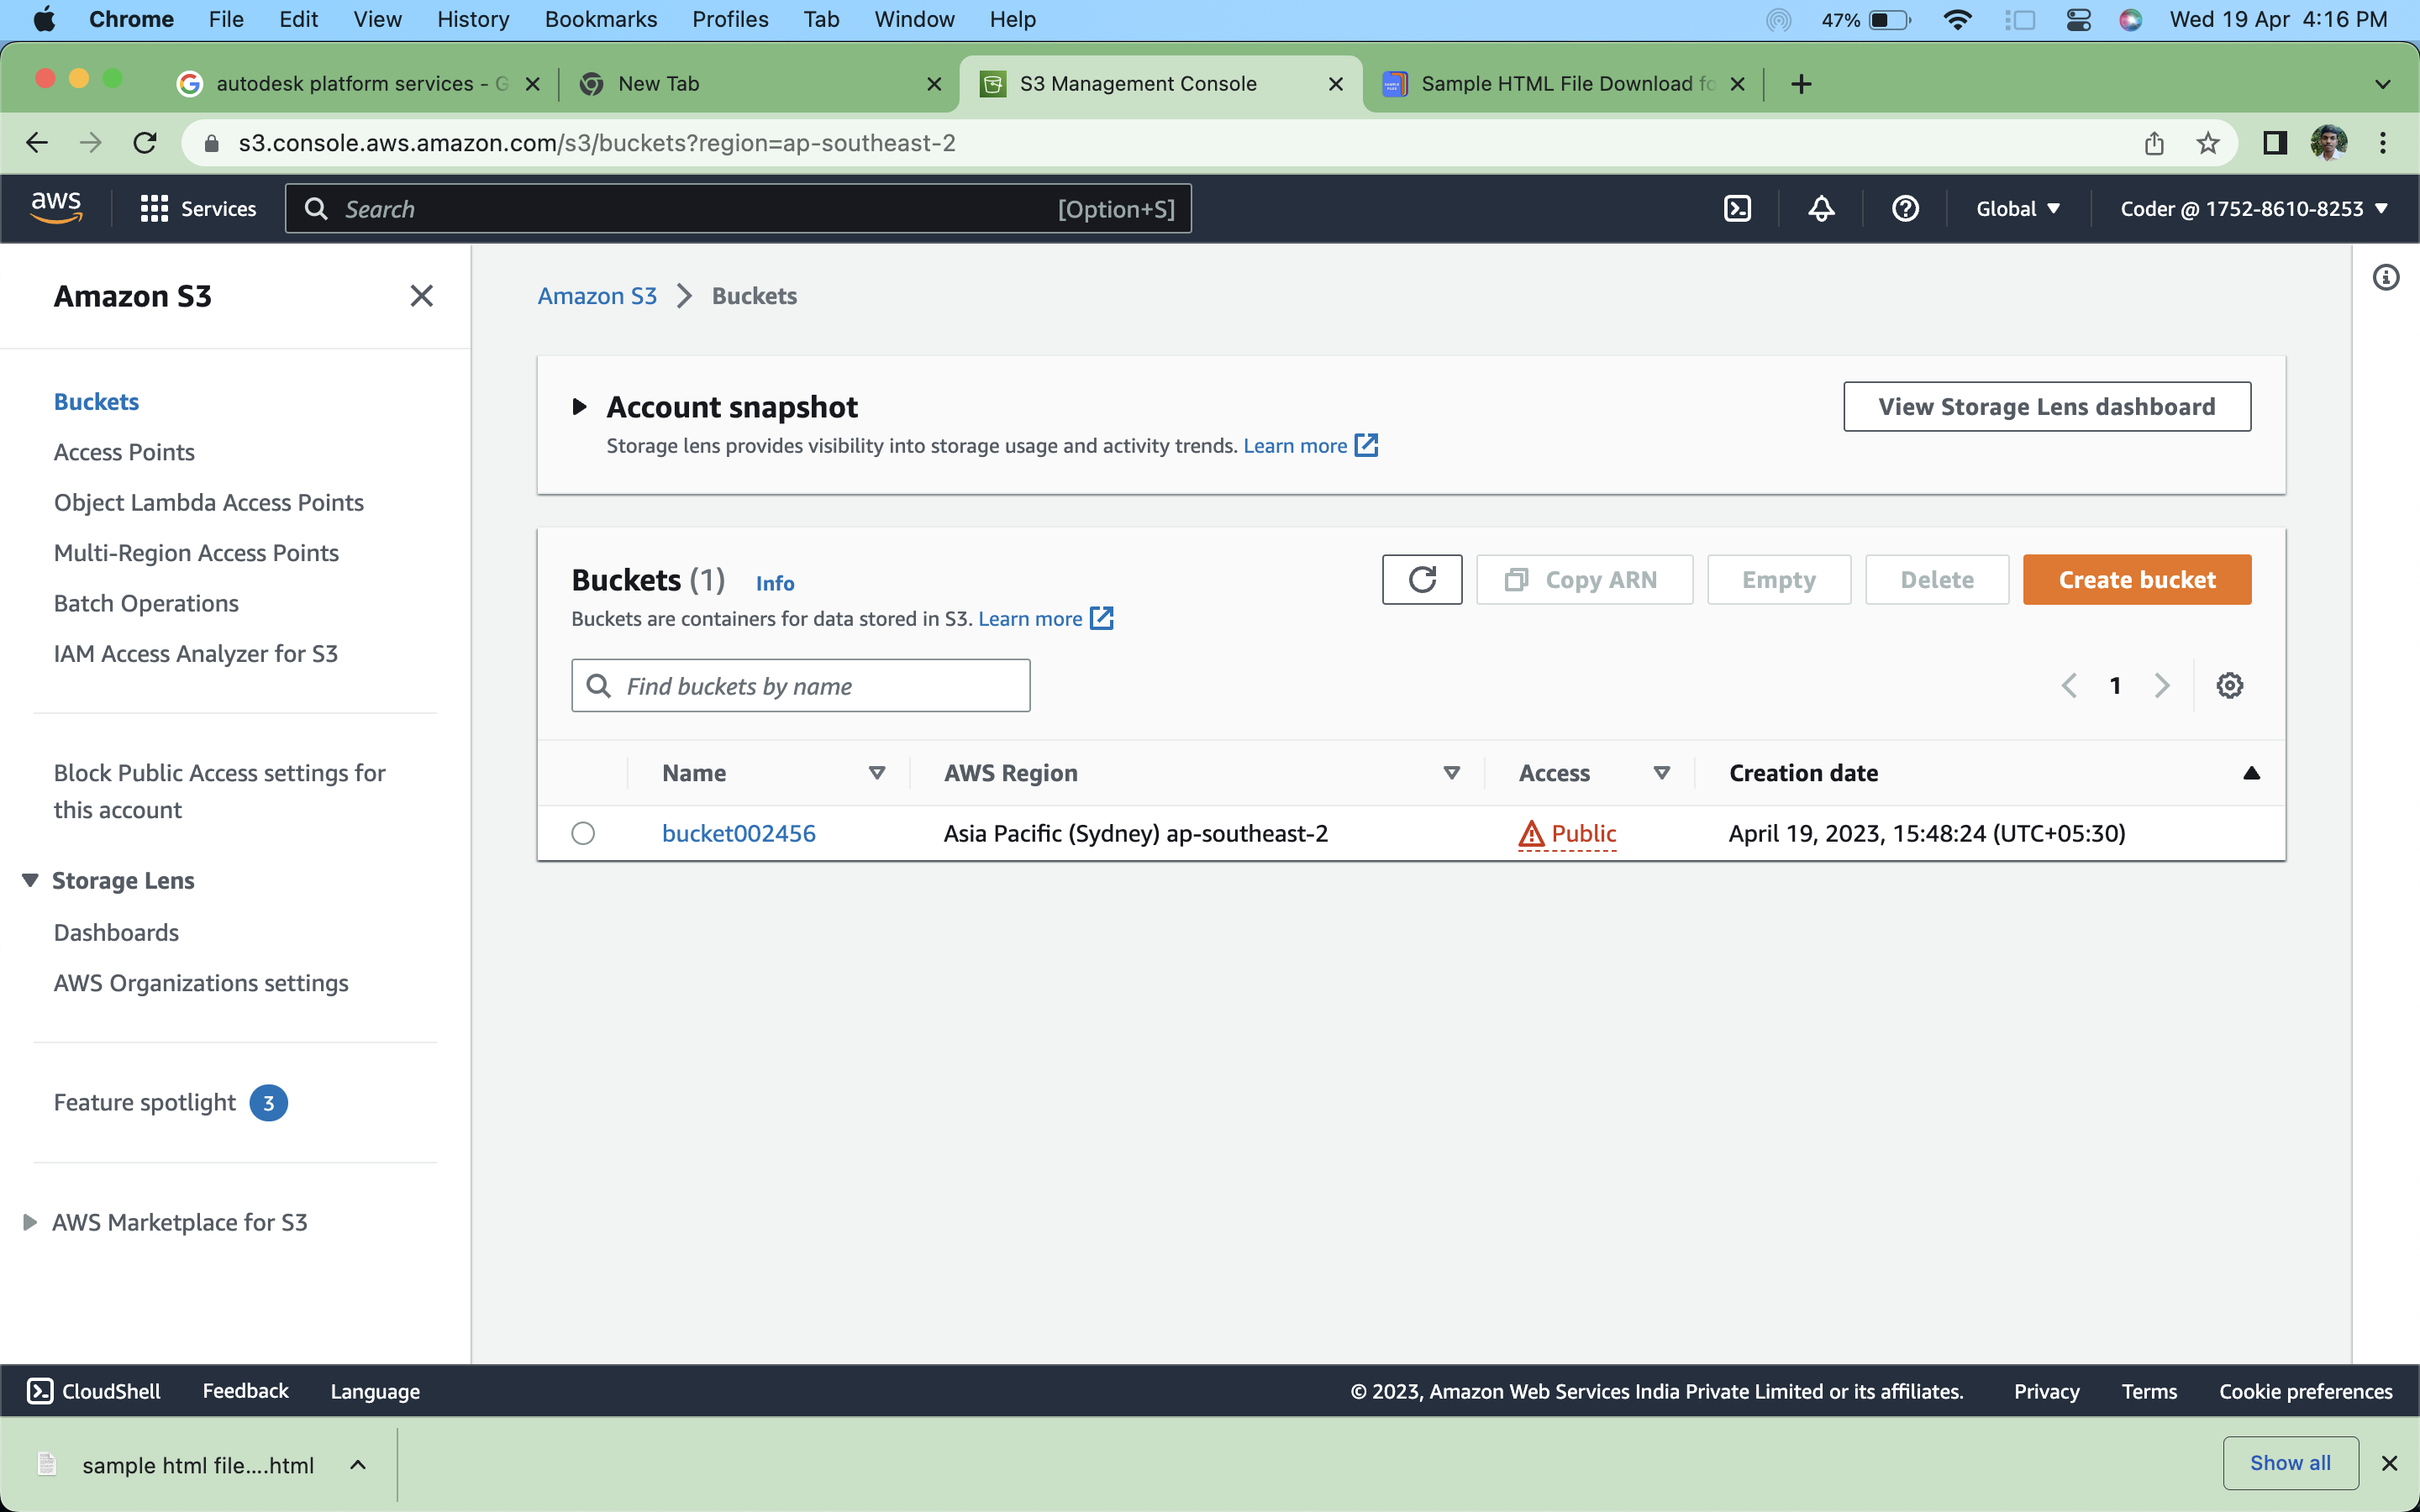 Chrome File Edit View History Bookmarks Profiles Tab Window Help 47% Wed 19 Apr 4:16 PM
autodesk platform services - G New Tab S3 Management Console Sample HTML File Download fo
s3.console.aws.amazon.com/s3/buckets?region=ap-southeast-2
aws Services Search [Option+S] Global Coder @ 1752-8610-8253
Amazon S3
Buckets
Access Points
Object Lambda Access Points
Multi-Region Access Points
Batch Operations
IAM Access Analyzer for S3
Block Public Access settings for
this account
Storage Lens
Dashboards
AWS Organizations settings
Feature spotlight 3
AWS Marketplace for S3
Amazon S3 Buckets
Account snapshot
View Storage Lens dashboard
Storage lens provides visibility into storage usage and activity trends. Learn more
Buckets (1) Info
Copy ARN Empty Delete Create bucket
Buckets are containers for data stored in S3. Learn more
Find buckets by name
1
Name AWS Region Access Creation date
bucket002456 Asia Pacific (Sydney) ap-southeast-2 Public April 19, 2023, 15:48:24 (UTC+05:30)
CloudShell Feedback Language © 2023, Amazon Web Services India Private Limited or its affiliates. Privacy Terms Cookie preferences
sample html file....html Show all